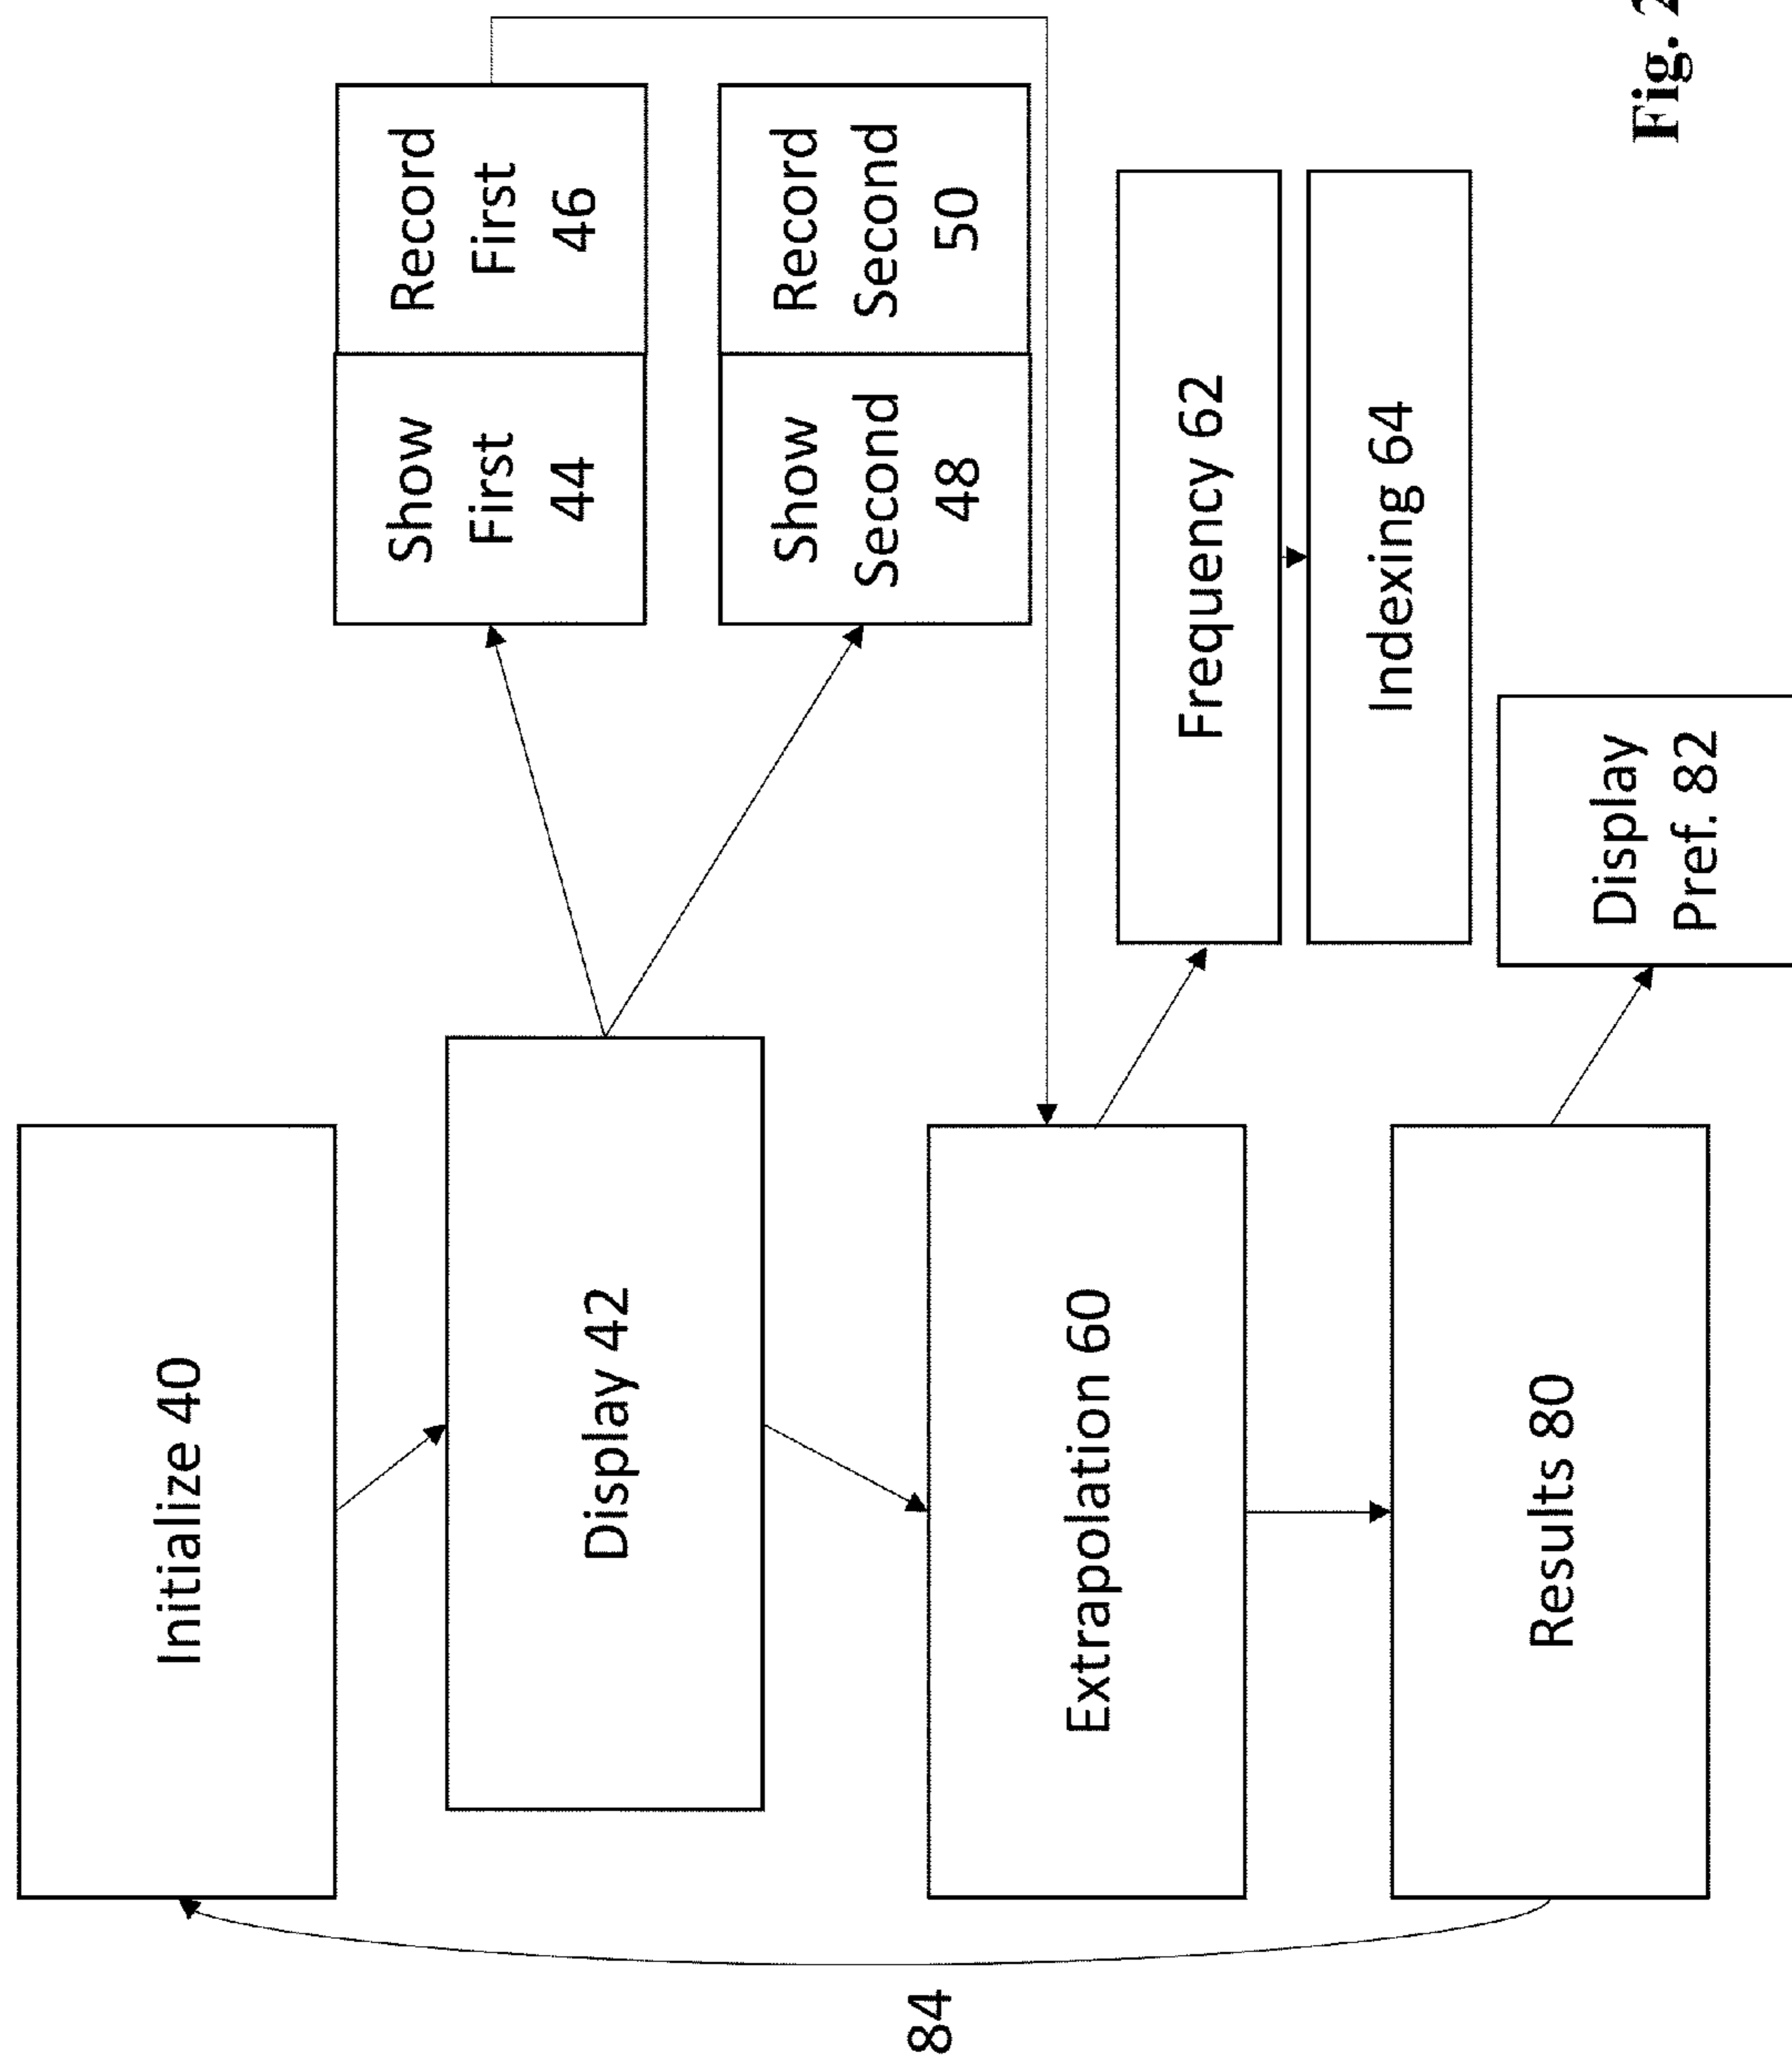 Initialize 40
Display 42
Show
First
44
Record
First
46
Show
Second
48
Record
Second
50
Extrapolation 60
Frequency 62
Indexing 64
Results 80
Display
Pref. 82
84
Fig. 2